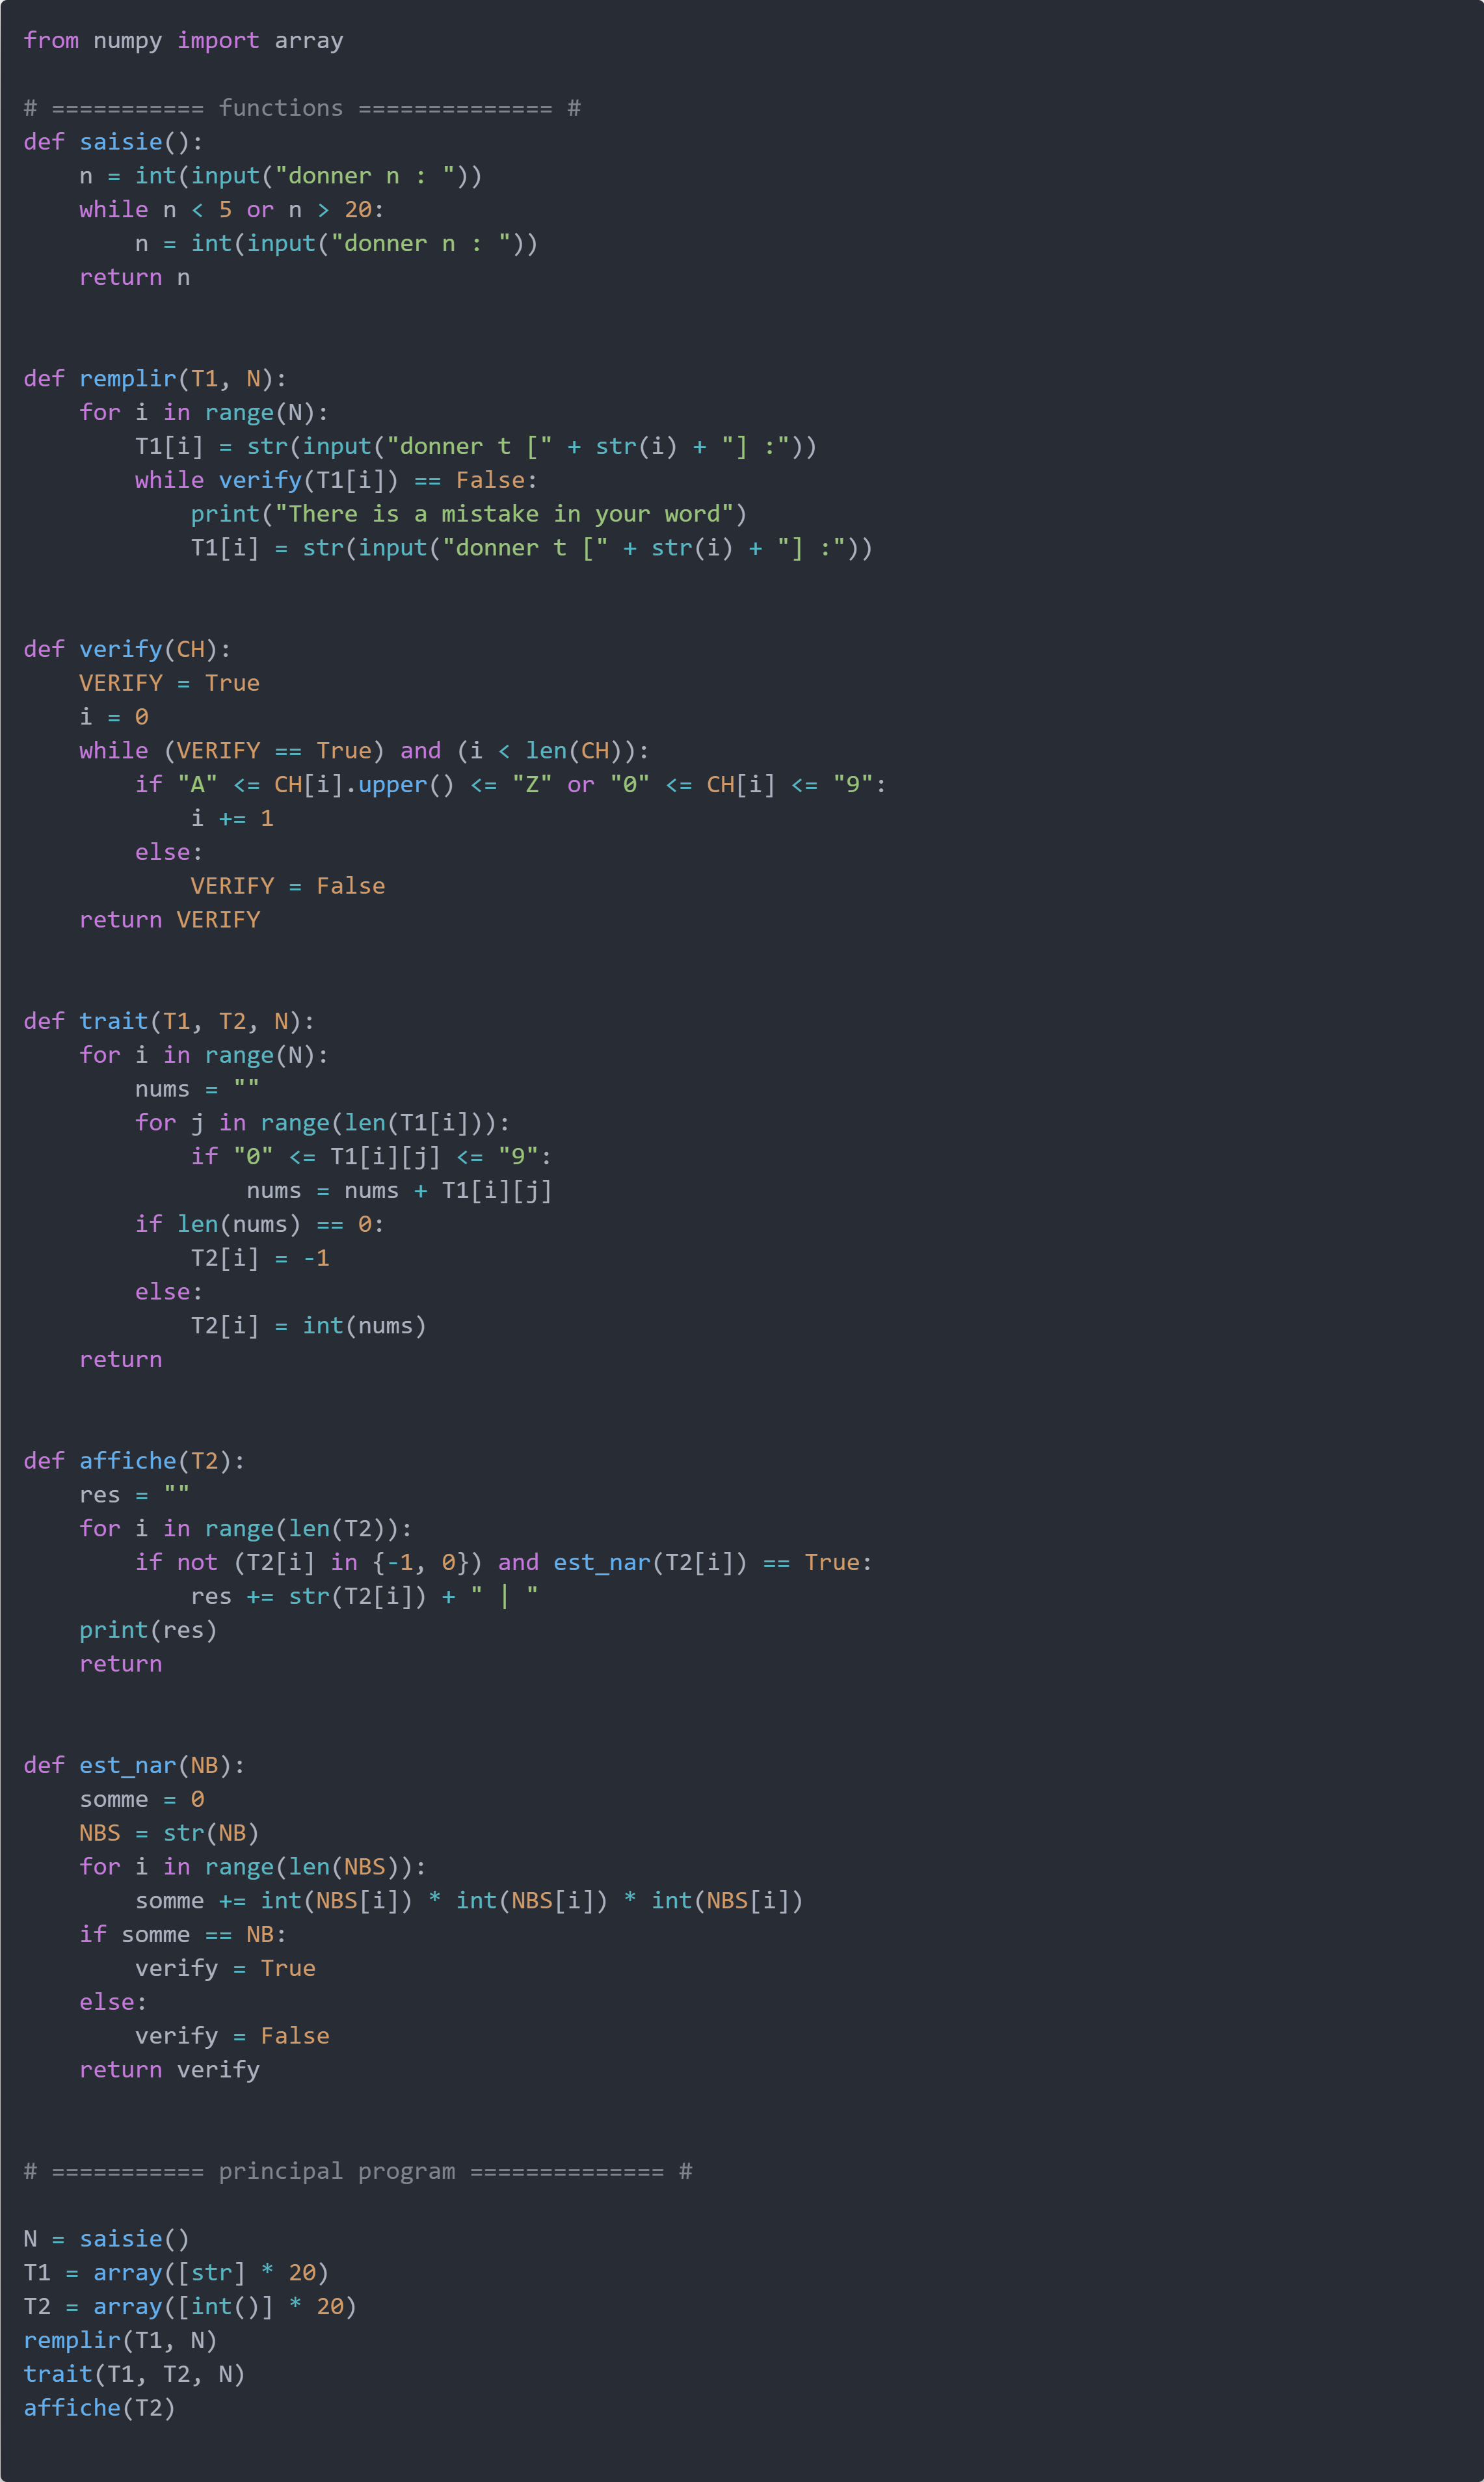 from numpy import array
# =========== functions ============== #
def saisie():
    n = int(input("donner n : "))
    while n < 5 or n > 20:
        n = int(input("donner n : "))
    return n
def remplir(T1, N):
    for i in range(N):
        T1[i] = str(input("donner t [" + str(i) + "] :"))
        while verify(T1[i]) == False:
            print("There is a mistake in your word")
            T1[i] = str(input("donner t [" + str(i) + "] :"))
def verify(CH):
    VERIFY = True
    i = 0
    while (VERIFY == True) and (i < len(CH)):
        if "A" <= CH[i].upper() <= "Z" or "0" <= CH[i] <= "9":
            i += 1
        else:
            VERIFY = False
    return VERIFY
def trait(T1, T2, N):
    for i in range(N):
        nums = ""
        for j in range(len(T1[i])):
            if "0" <= T1[i][j] <= "9":
                nums = nums + T1[i][j]
        if len(nums) == 0:
            T2[i] = -1
        else:
            T2[i] = int(nums)
    return
def affiche(T2):
    res = ""
    for i in range(len(T2)):
        if not (T2[i] in {-1, 0}) and est_nar(T2[i]) == True:
            res += str(T2[i]) + " | "
    print(res)
    return
def est_nar(NB):
    somme = 0
    NBS = str(NB)
    for i in range(len(NBS)):
        somme += int(NBS[i]) * int(NBS[i]) * int(NBS[i])
    if somme == NB:
        verify = True
    else:
        verify = False
    return verify
# =========== principal program ============== #
N = saisie()
T1 = array([str] * 20)
T2 = array([int()] * 20)
remplir(T1, N)
trait(T1, T2, N)
affiche(T2)